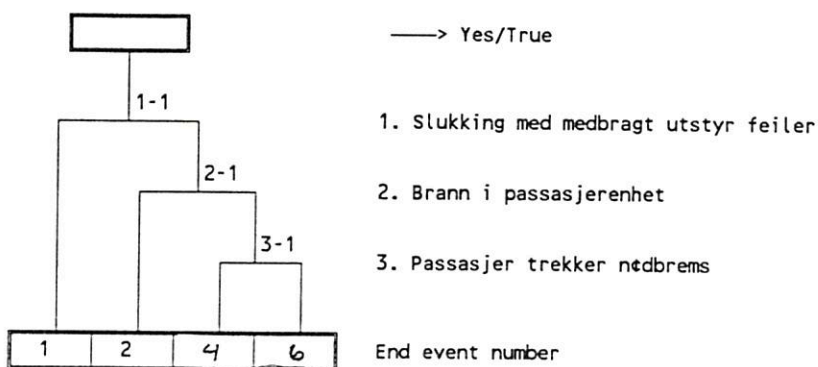 ——> Yes/True
1-1
1. Slukking med medbragt utstyr feiler
2-1
2. Brann i passasjerenhet
3-1
3. Passasjer trekker n¢dbrems
1 2 4 6 End event number